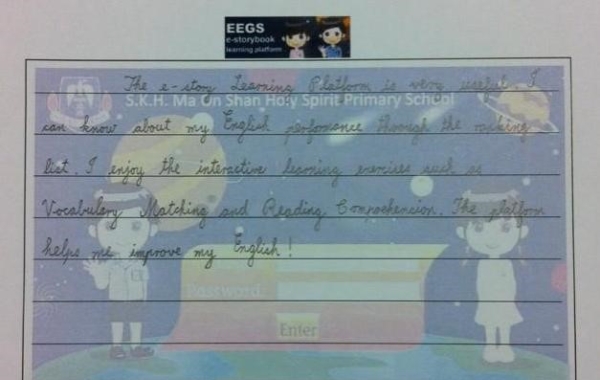 EEGS
e-storybook
learning platform
The e-story Learning Platform is very useful. I
S.K.H. Ma On Shan Holy Spirit Primary School
can know about my English perfomance through the ranking
list. I enjoy the interactive learning exercises such as
Vocabulary Matching and Reading Comprehencion. The platform
helps me improve my English!
Password
Enter